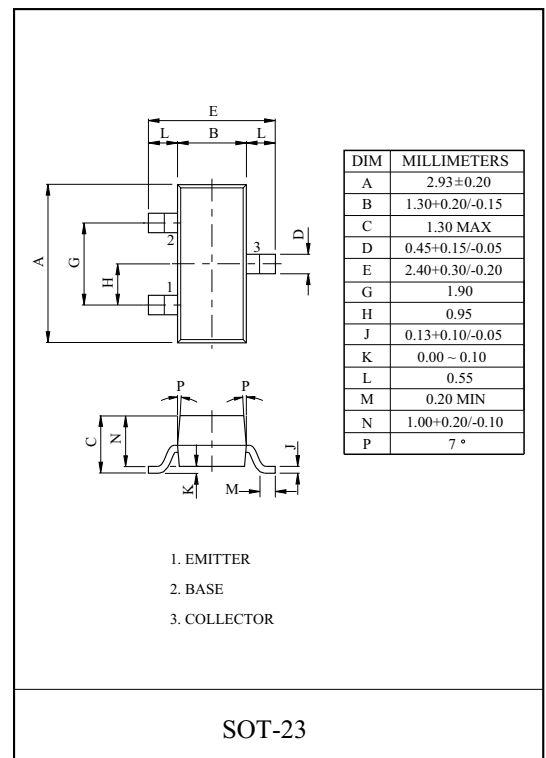 E
L B L
A
G
H
2
1
3
D
DIM MILLIMETERS
A 2.93±0.20
B 1.30+0.20/-0.15
C 1.30 MAX
D 0.45+0.15/-0.05
E 2.40+0.30/-0.20
G 1.90
H 0.95
J 0.13+0.10/-0.05
K 0.00 ~ 0.10
L 0.55
M 0.20 MIN
N 1.00+0.20/-0.10
P 7 °
P P
C
N
K
M
J
1. EMITTER
2. BASE
3. COLLECTOR
SOT-23